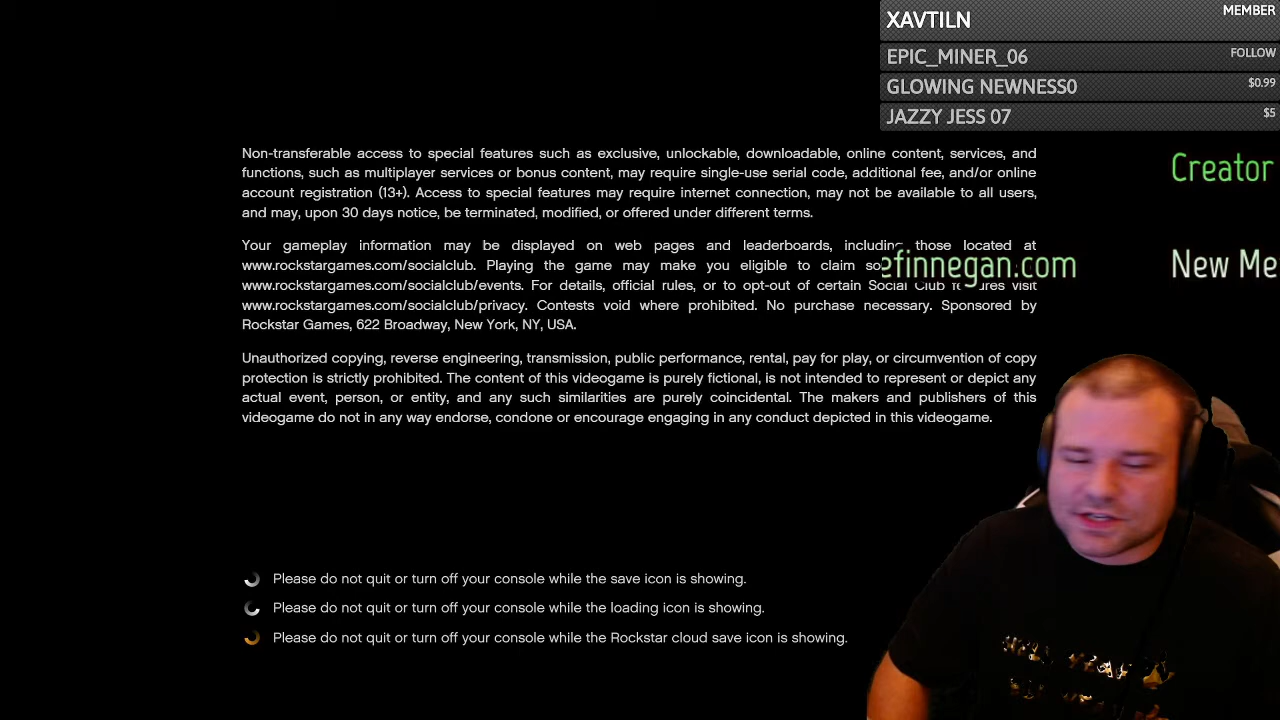 XAVTILN MEMBER
EPIC_MINER_06 FOLLOW
GLOWING NEWNESS0 $0.99
JAZZY JESS 07 $5
Non-transferable access to special features such as exclusive, unlockable, downloadable, online content, services, and
functions, such as multiplayer services or bonus content, may require single-use serial code, additional fee, and/or online
account registration (13+). Access to special features may require internet connection, may not be available to all users,
and may, upon 30 days notice, be terminated, modified, or offered under different terms.
Creator
Your gameplay information may be displayed on web pages and leaderboards, including those located at
www.rockstargames.com/socialclub. Playing the game may make you eligible to claim
efinnegan.com
New Me
www.rockstargames.com/socialclub/events. For details, official rules, or to opt-out of certain Social Club visit
www.rockstargames.com/socialclub/privacy. Contests void where prohibited. No purchase necessary. Sponsored by
Rockstar Games, 622 Broadway, New York, NY, USA.
Unauthorized copying, reverse engineering, transmission, public performance, rental, pay for play, or circumvention of copy
protection is strictly prohibited. The content of this videogame is purely fictional, is not intended to represent or depict any
actual event, person, or entity, and any such similarities are purely coincidental. The makers and publishers of this
videogame do not in any way endorse, condone or encourage engaging in any conduct depicted in this videogame.
Please do not quit or turn off your console while the save icon is showing.
Please do not quit or turn off your console while the loading icon is showing.
Please do not quit or turn off your console while the Rockstar cloud save icon is showing.